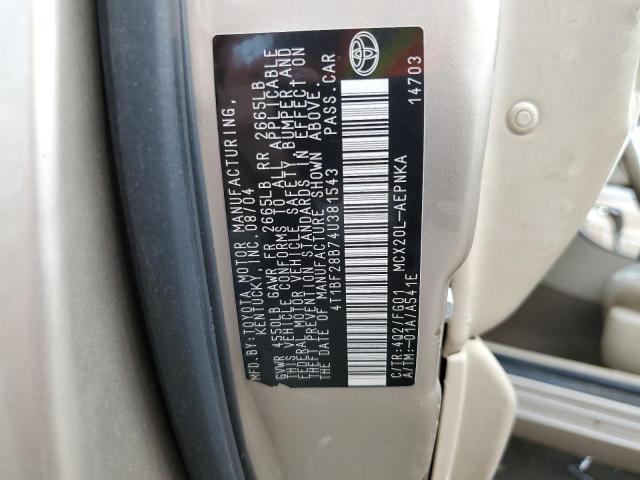 MFD.BY:TOYOTA MOTOR MANUFACTURING,
KENTUCKY, INC. 08/04
GVWR 4550LB GAWR FR 2665LB RR 2665LB
THIS VEHICLE CONFORMS TO ALL APPLICABLE
FEDERAL MOTOR VEHICLE SAFETY BUMPER, AND
THEFT PREVENTION STANDARDS IN EFFECT ON
THE DATE OF MANUFACTURE SHOWN ABOVE.
4T1BF28B74U381543 PASS.CAR
C/TR:4Q2/FG01 MCX20L-AEPNKA
A/TM:-01A/A541E 14703